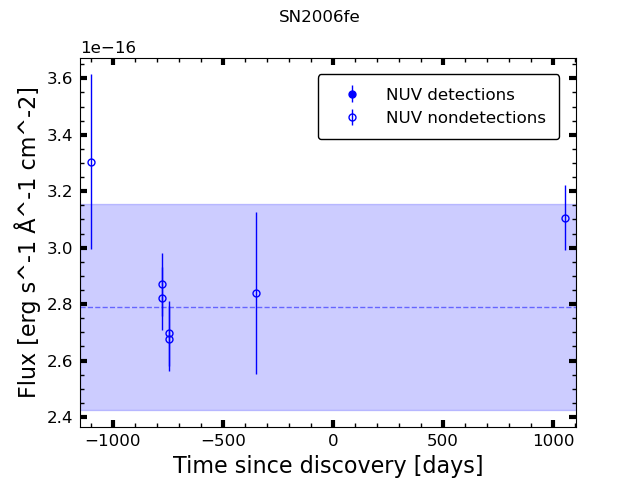 SN2006fe
1e−16
3.6
3.4
3.2
3.0
2.8
2.6
2.4
Flux [erg s^-1 Å^-1 cm^-2]
NUV detections
NUV nondetections
−1000
−500
0
500
1000
Time since discovery [days]